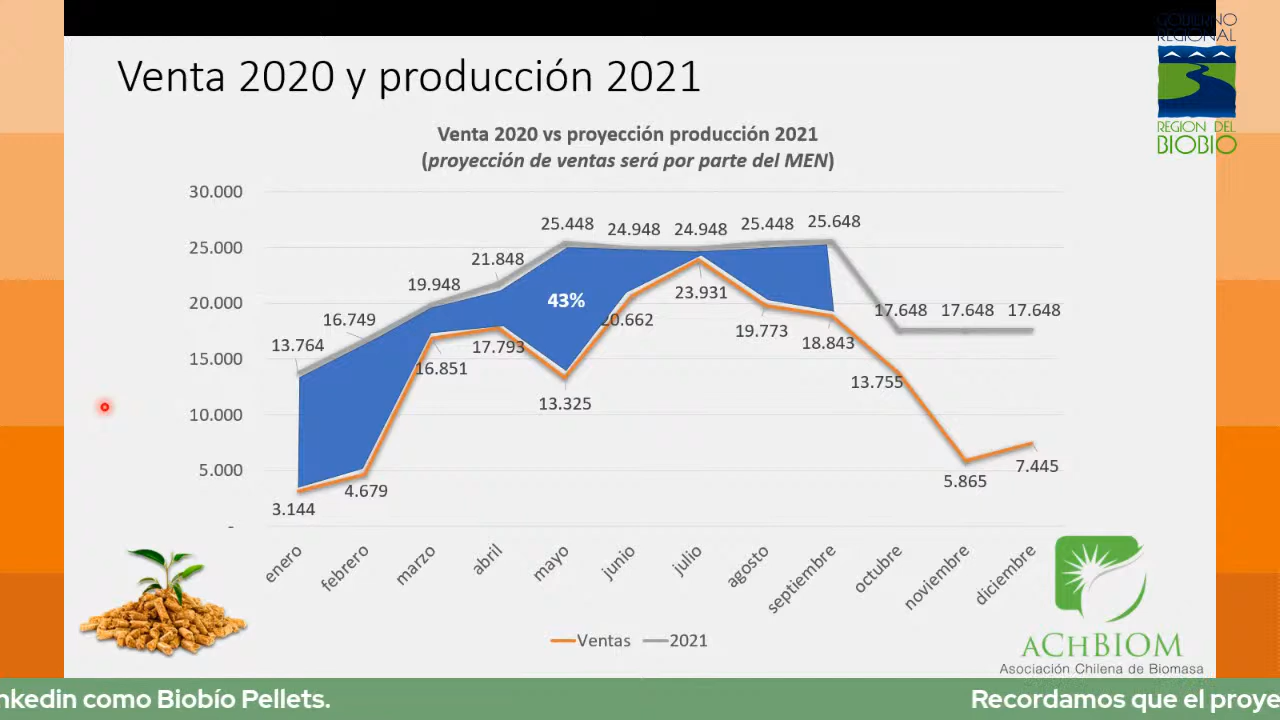 GOBIERNO
REGIONAL
REGION DEL
BIOBIO
Venta 2020 y producción 2021
Venta 2020 vs proyección producción 2021
(proyección de ventas será por parte del MEN)
30.000
25.000
20.000
15.000
10.000
5.000
-
13.764
16.749
19.948
21.848
25.448
24.948
24.948
25.448
25.648
17.648
17.648
17.648
43%
3.144
4.679
16.851
17.793
13.325
20.662
23.931
19.773
18.843
13.755
5.865
7.445
enero
febrero
marzo
abril
mayo
junio
julio
agosto
septiembre
octubre
noviembre
diciembre
Ventas
2021
ACHBIOM
Asociación Chilena de Biomasa
nkedin como Biobío Pellets.
Recordamos que el proye